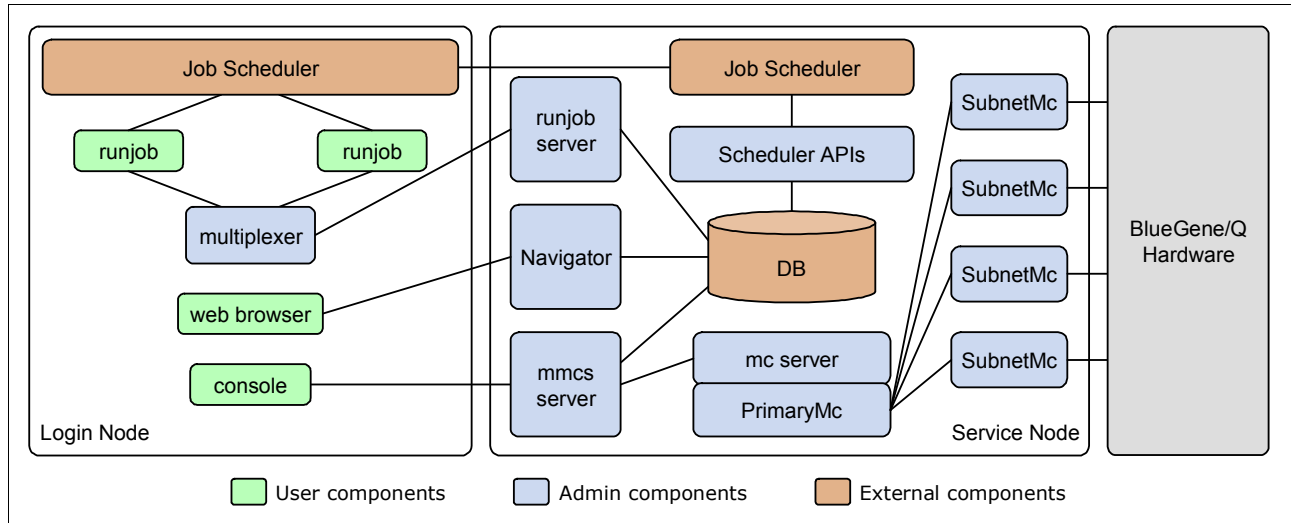 Job Scheduler
runjob
runjob
multiplexer
web browser
console
Login Node
Job Scheduler
runjob
server
Scheduler APIs
Navigator
DB
mmcs
server
mc server
PrimaryMc
SubnetMc
SubnetMc
SubnetMc
SubnetMc
Service Node
BlueGene/Q
Hardware
User components
Admin components
External components